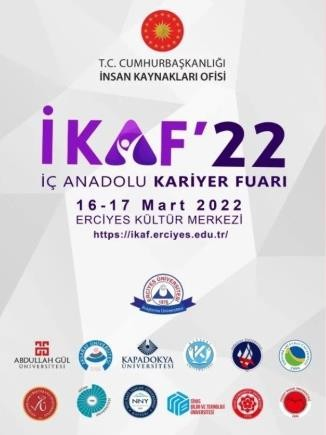 T.C. CUMHURBAŞKANLIĞI
İNSAN KAYNAKLARI OFİSİ
İKAF'22
İÇ ANADOLU KARİYER FUARI
16-17 Mart 2022
ERCİYES KÜLTÜR MERKEZİ
https://ikaf.erciyes.edu.tr/
ERCİYES ÜNİVERSİTESİ
1978
Araştırma Üniversitesi
ABDULLAH GÜL
ÜNİVERSİTESİ
KAPADOKYA
ÜNİVERSİTESİ
NNY
SİVAS
BİLİM VE TEKNOLOJİ
ÜNİVERSİTESİ